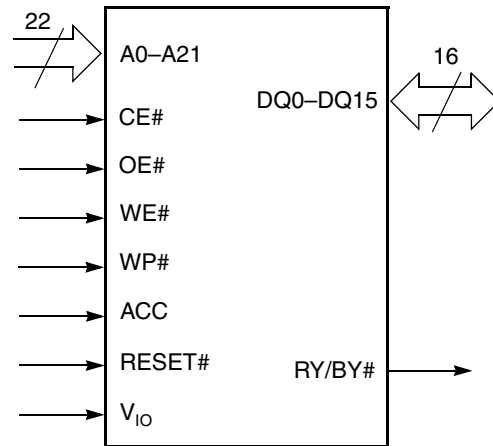 22
16
A0–A21
DQ0–DQ15
CE#
OE#
WE#
WP#
ACC
RESET#
RY/BY#
V_IO